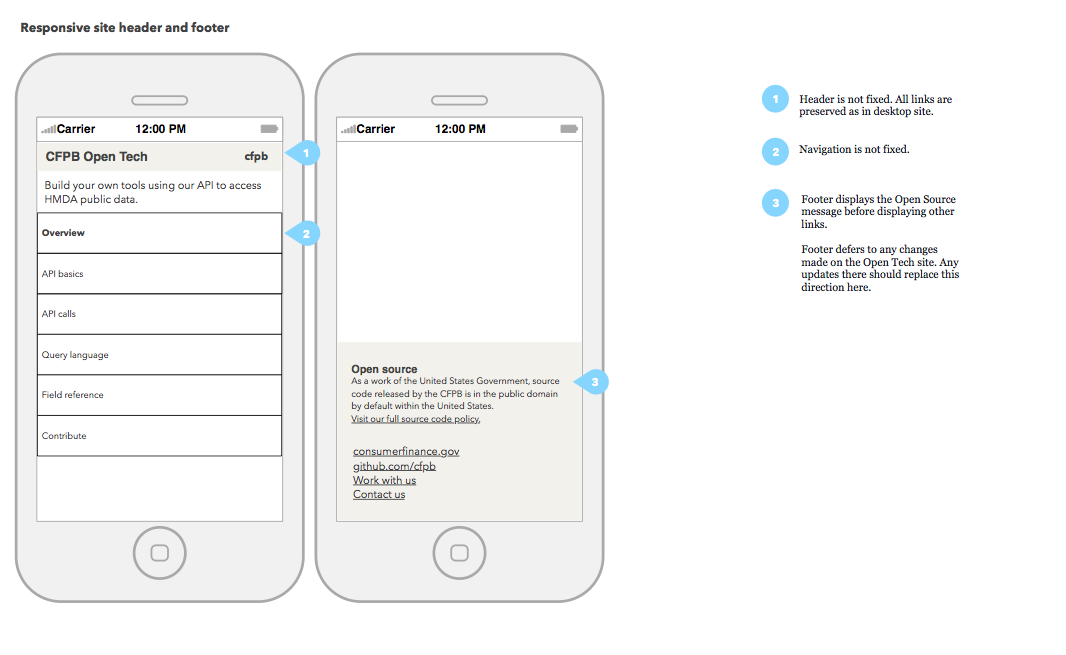 Responsive site header and footer
Carrier 12:00 PM
CFPB Open Tech cfpb
1
Build your own tools using our API to access
HMDA public data.
Overview
2
API basics
API calls
Query language
Field reference
Contribute
Carrier 12:00 PM
Open source
As a work of the United States Government, source
code released by the CFPB is in the public domain
by default within the United States.
Visit our full source code policy.
3
consumerfinance.gov
github.com/cfpb
Work with us
Contact us
1 Header is not fixed. All links are
preserved as in desktop site.
2 Navigation is not fixed.
3 Footer displays the Open Source
message before displaying other
links.
Footer defers to any changes
made on the Open Tech site. Any
updates there should replace this
direction here.